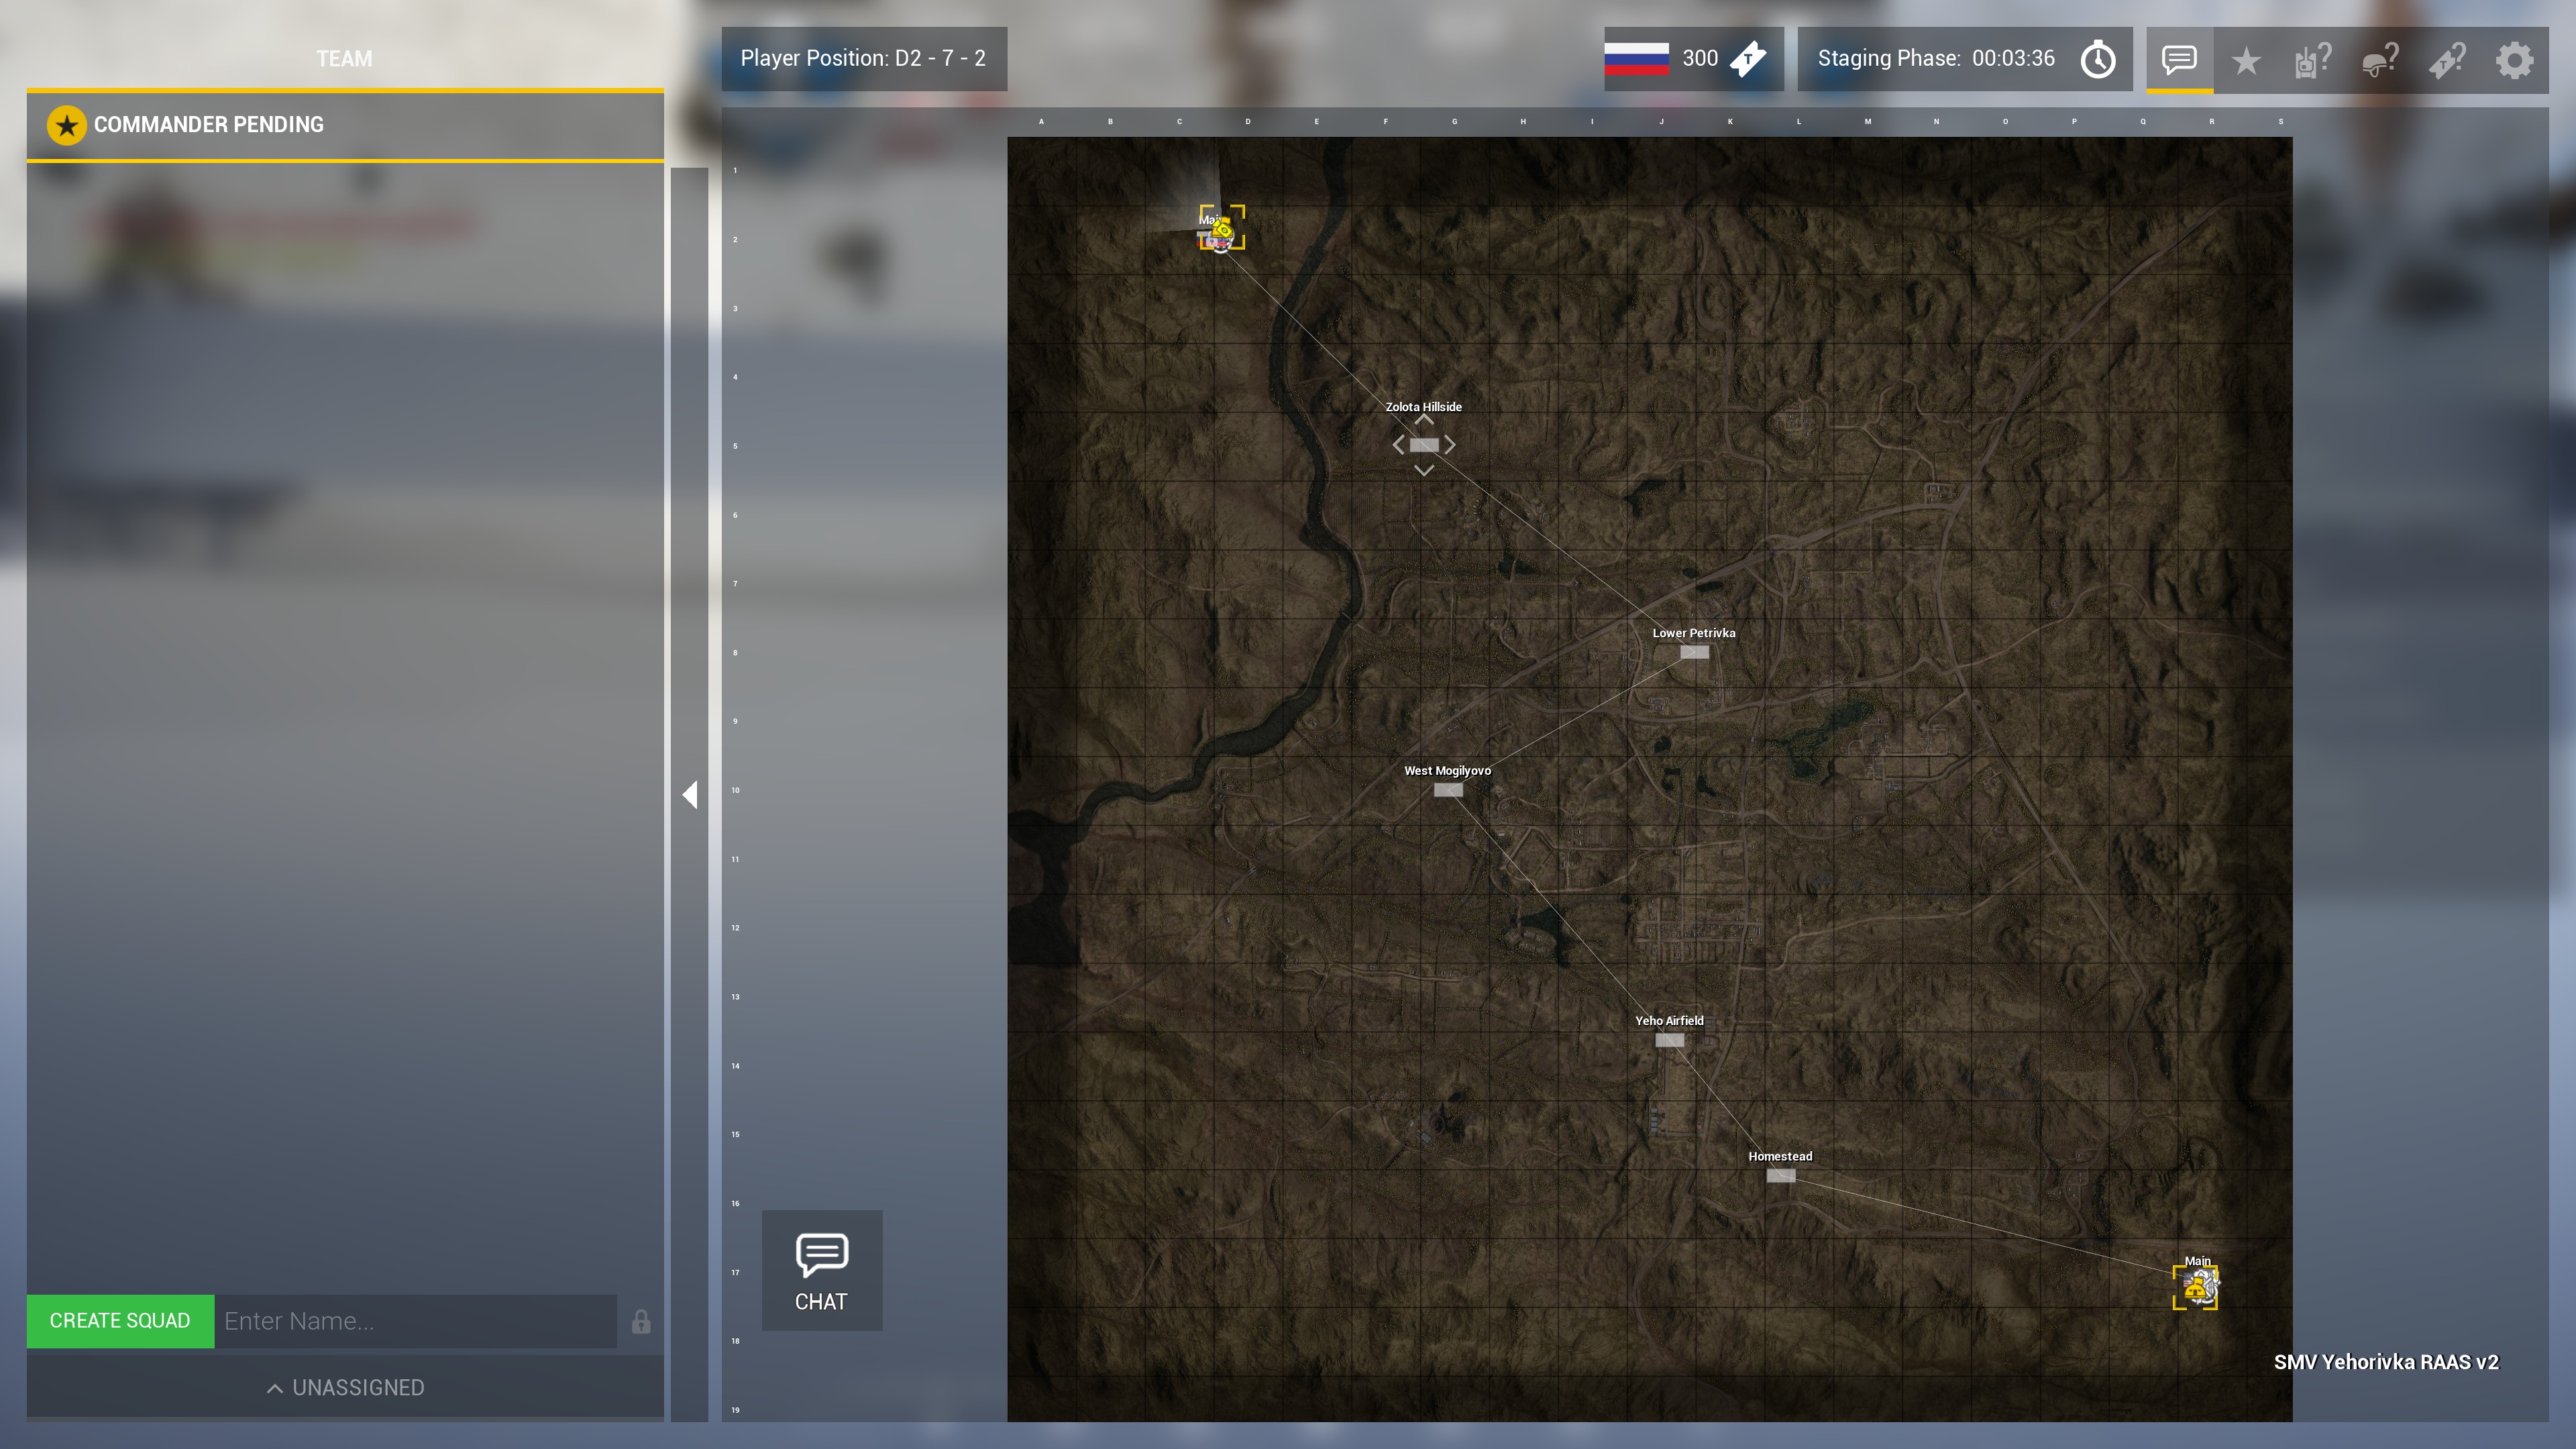 TEAM
COMMANDER PENDING
CREATE SQUAD
Enter Name...
UNASSIGNED
Player Position: D2 - 7 - 2
300
T
Staging Phase: 00:03:36
?
?
T?
A B C D E F G H I J K L M N O P Q R S
1
2
3
4
5
6
7
8
9
10
11
12
13
14
15
16
17
18
19
CHAT
Zolota Hillside
Lower Petrivka
West Mogilyovo
Yeho Airfield
Homestead
Main
SMV Yehorivka RAAS v2